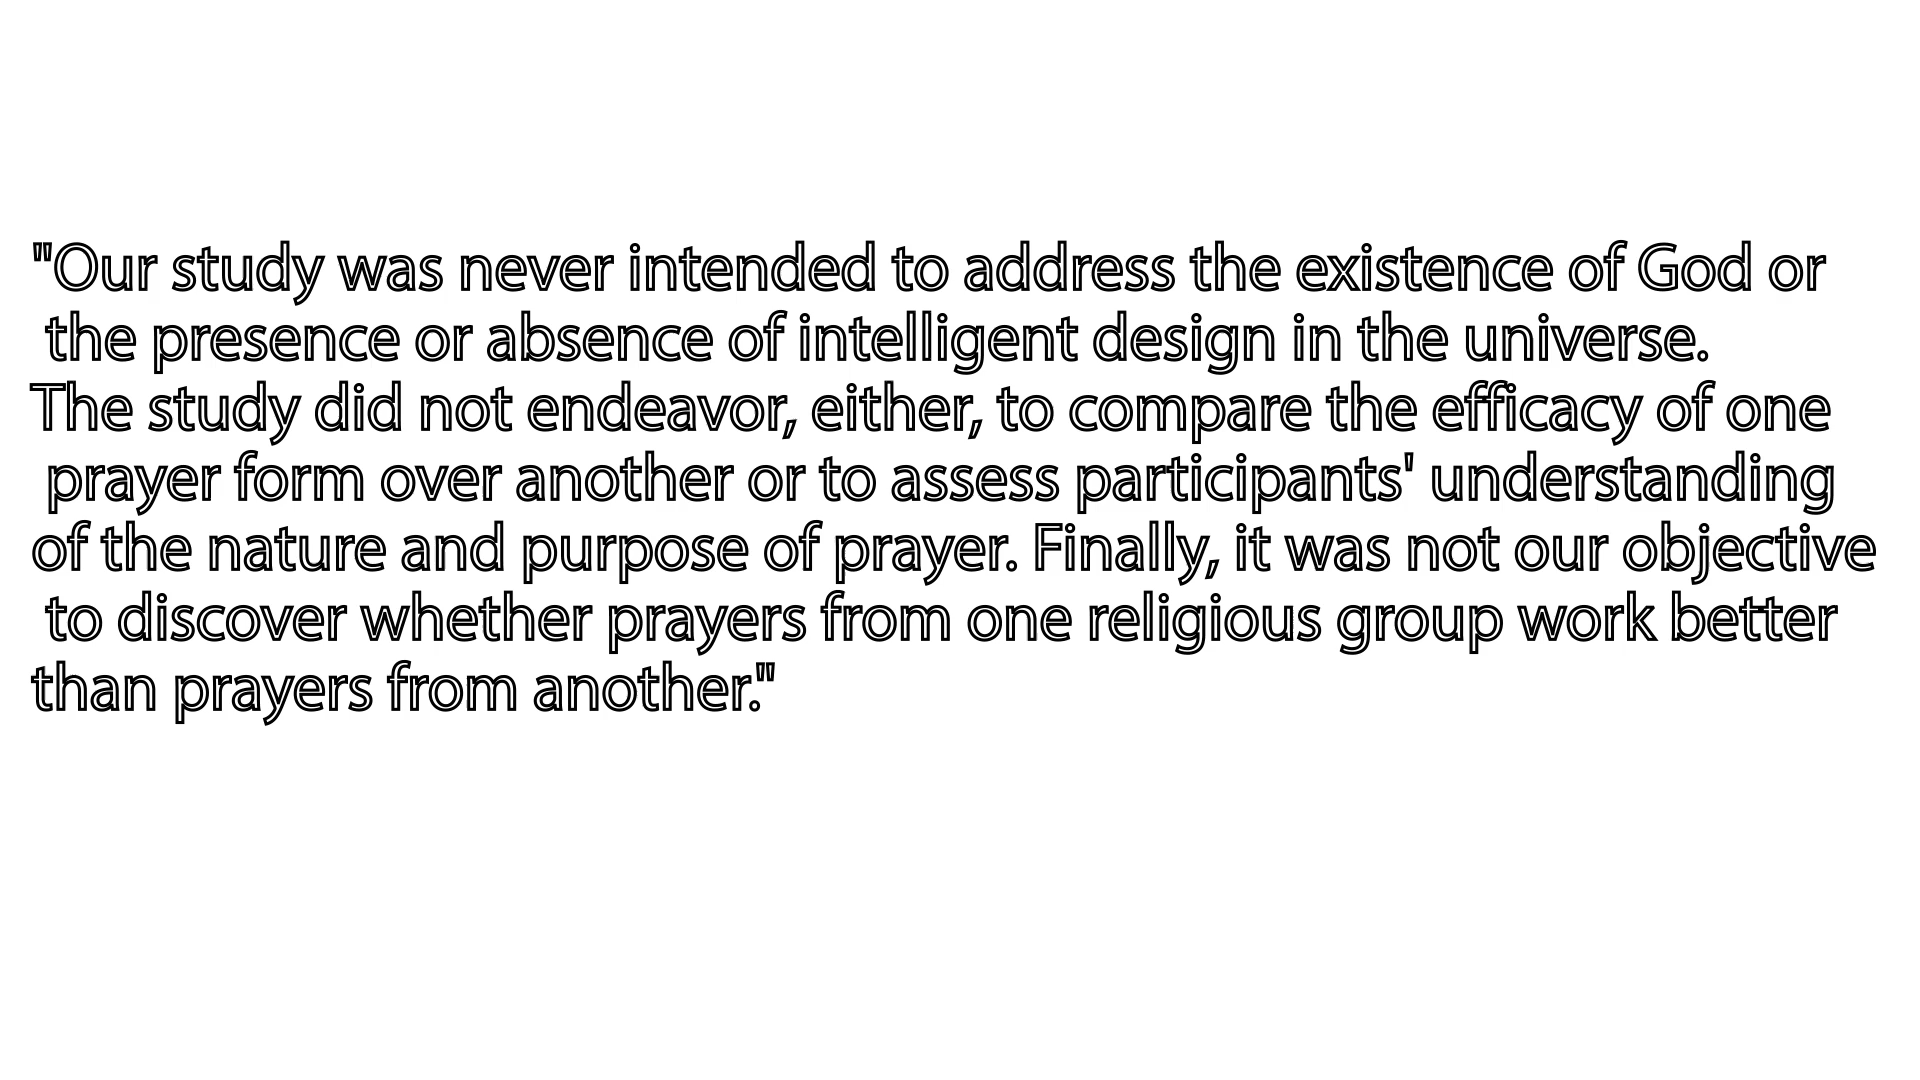 "Our study was never intended to address the existence of God or
the presence or absence of intelligent design in the universe.
The study did not endeavor, either, to compare the efficacy of one
prayer form over another or to assess participants' understanding
of the nature and purpose of prayer. Finally, it was not our objective
to discover whether prayers from one religious group work better
than prayers from another."